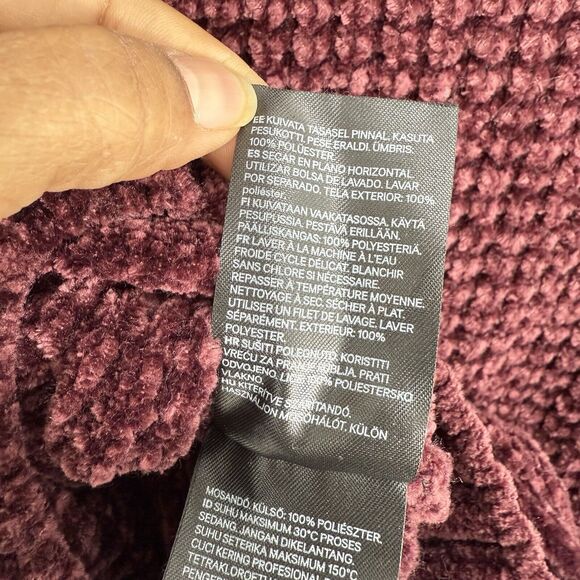 EE KUIVATA TASASEL PINNAL. KASUTA
PESUKOTTI. PESE ERALDI. ÜMBRIS:
100% POLÜESTER.
ES SECAR EN PLANO HORIZONTAL.
UTILIZAR BOLSA DE LAVADO. LAVAR
POR SEPARADO. TELA EXTERIOR: 100%
poliéster.
FI KUIVATAAN VAAKATASOSSA. KÄYTÄ
PESUPUSSIA. PESTÄVÄ ERILLÄÄN.
PÄÄLLISKANGAS: 100% POLYESTERIÄ.
FR LAVER À LA MACHINE À L'EAU
FROIDE CYCLE DÉLICAT. BLANCHIR
SANS CHLORE SI NÉCESSAIRE.
REPASSER À TEMPÉRATURE MOYENNE.
NETTOYAGE À SEC. SÉCHER À PLAT.
UTILISER UN FILET DE LAVAGE. LAVER
SÉPARÉMENT. EXTERIEUR: 100%
POLYESTER.
HR SUŠITI POLEGNUTO. KORISTITI
VREĆU ZA PRANJE RUBLJA. PRATI
ODVOJENO. LICE: 100% POLIESTERSKO
VLAKNO.
HU KITERÍTVE SZÁRÍTANDÓ.
HASZNÁLJON MOSÓHÁLÓT. KÜLÖN
MOSANDÓ. KÜLSŐ: 100% POLIÉSZTER.
ID SUHU MAKSIMUM 30°C PROSES
SEDANG. JANGAN DIKELANTANG.
SUHU SETERIKA MAKSIMUM 150°C
CUCI KERING PROFESIONAL
TETRAKLOROET